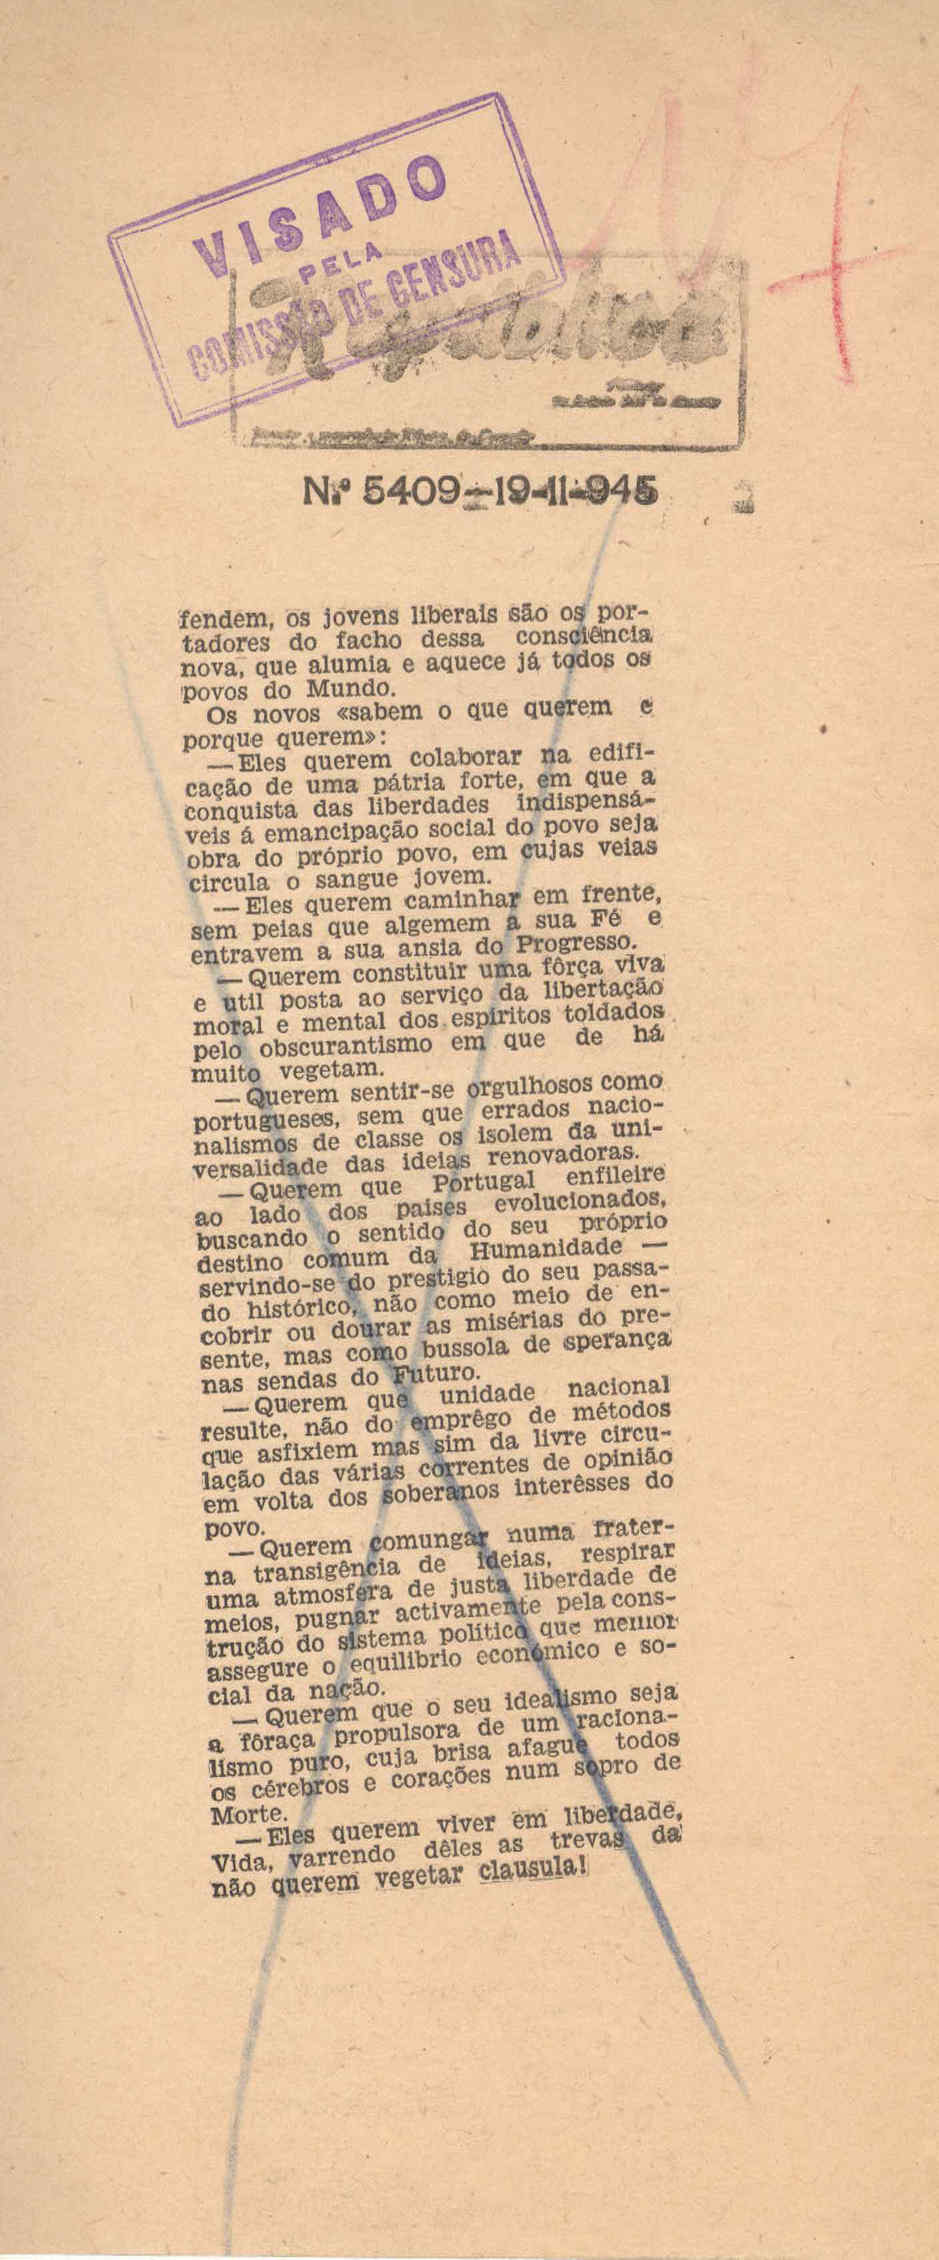 VISADO
PELA
COMISSÃO DE CENSURA
República
N.º 5409—19-11-945
fendem, os jovens liberais são os por-
tadores do facho dessa consciência
nova, que alumia e aquece já todos os
povos do Mundo.
Os novos «sabem o que querem e
porque querem»:
—Eles querem colaborar na edifi-
cação de uma pátria forte, em que a
conquista das liberdades indispensá-
veis á emancipação social do povo seja
obra do próprio povo, em cujas veias
circula o sangue jovem.
—Eles querem caminhar em frente,
sem peias que algemem a sua Fé e
entravem a sua ansia do Progresso.
—Querem constituir uma fôrça viva
e util posta ao serviço da libertação
moral e mental dos espiritos toldados
pelo obscurantismo em que de há
muito vegetam.
—Querem sentir-se orgulhosos como
portugueses, sem que errados nacio-
nalismos de classe os isolem da uni-
versalidade das ideias renovadoras.
—Querem que Portugal enfileire
ao lado dos paises evolucionados,
buscando o sentido do seu próprio
destino comum da Humanidade —
servindo-se do prestigio do seu passa-
do histórico, não como meio de en-
cobrir ou dourar as misérias do pre-
sente, mas como bussola de sperança
nas sendas do Futuro.
—Querem que unidade nacional
resulte, não do emprêgo de métodos
que asfixiem mas sim da livre circu-
lação das várias correntes de opinião
em volta dos soberanos interêsses do
povo.
—Querem comungar numa frater-
na transigência de ideias, respirar
uma atmosfera de justa liberdade de
meios, pugnar activamente pela cons-
trução do sistema politico que memor
assegure o equilibrio económico e so-
cial da nação.
—Querem que o seu idealismo seja
a fôraça propulsora de um raciona-
lismo puro, cuja brisa afague todos
os cérebros e corações num sopro de
Morte.
—Eles querem viver em liberdade,
Vida, varrendo dêles as trevas da
não querem vegetar clausula!